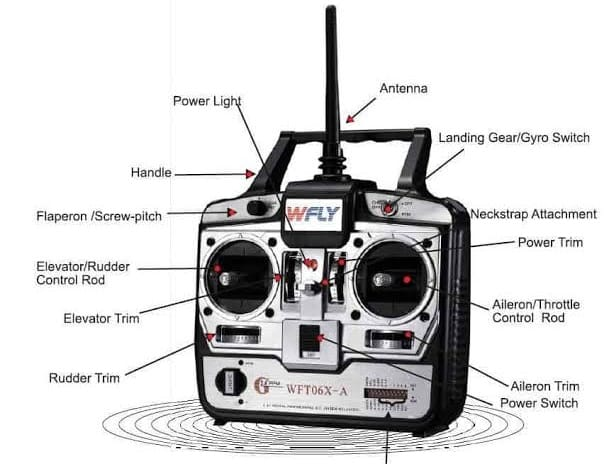 Antenna
Power Light
Landing Gear/Gyro Switch
Handle
Flaperon /Screw-pitch
WFLY
Neckstrap Attachment
Power Trim
Elevator/Rudder
Control Rod
Aileron/Throttle
Control Rod
Elevator Trim
Rudder Trim
Aileron Trim
Power Switch
WFT06X-A